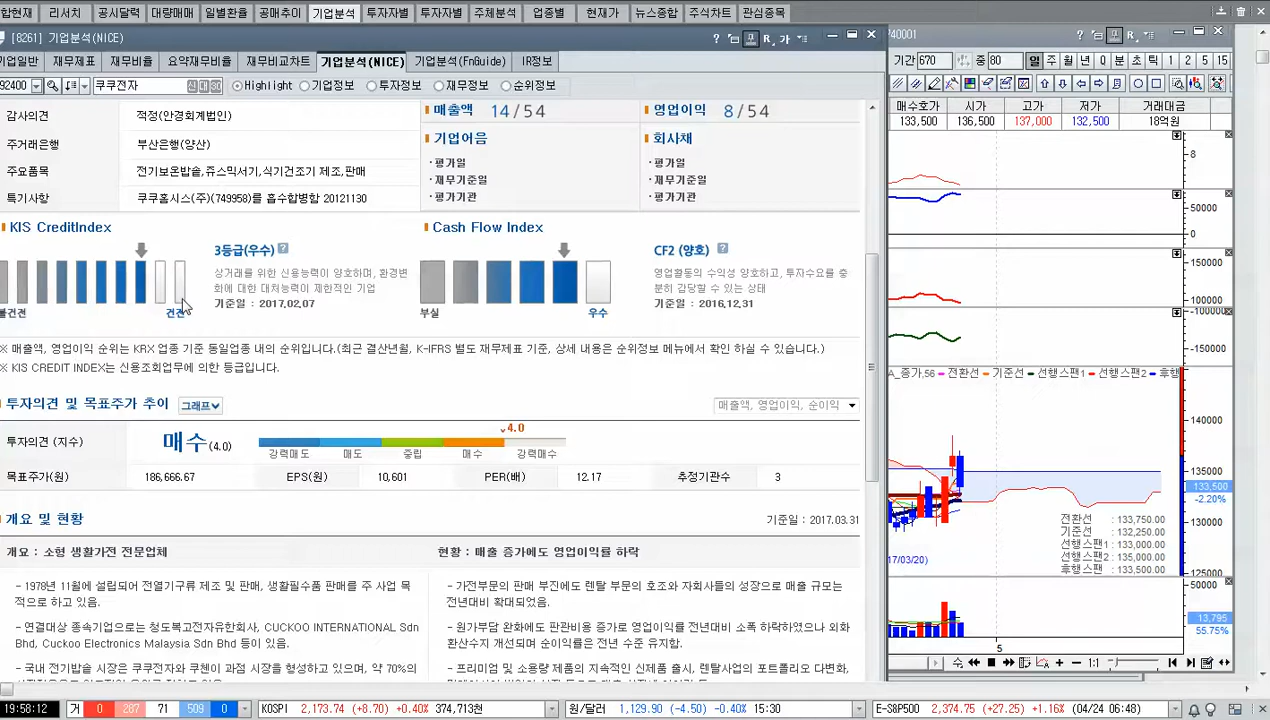 합현재 리서치 공시달력 대량매매 일별환율 공매추이 기업분석 투자자별 투자자별 주체분석 업종별 현재가 뉴스종합 주식차트 관심종목
[8261] 기업분석(NICE)
기업일반 재무제표 재무비율 요약재무비율 재무비교차트 기업분석(NICE) 기업분석(FnGuide) IR정보
92400 쿠쿠전자 Highlight 기업정보 투자정보 재무정보 순위정보
감사의견 적정(안경회계법인)
주거래은행 부산은행(양산)
주요품목 전기보온밥솥,쥬스믹서기,식기건조기 제조,판매
특기사항 쿠쿠홈시스(주)(749958)를 흡수합병함 20121130
매출액 14/54
영업이익 8/54
기업어음
·평가일
·재무기준일
·평가기관
회사채
·평가일
·재무기준일
·평가기관
KIS CreditIndex
3등급(우수)
상거래를 위한 신용능력이 양호하며, 환경변
화에 대한 대처능력이 제한적인 기업
기준일 : 2017.02.07
불건전 건전
Cash Flow Index
CF2 (양호)
영업활동의 수익성 양호하고, 투자수요를 충
분히 감당할 수 있는 상태
기준일 : 2016.12.31
부실 우수
※ 매출액, 영업이익 순위는 KRX 업종 기준 동일업종 내의 순위입니다.(최근 결산년월, K-IFRS 별도 재무제표 기준, 상세 내용은 순위정보 메뉴에서 확인 하실 수 있습니다.)
※ KIS CREDIT INDEX는 신용조회업무에 의한 등급입니다.
투자의견 및 목표주가 추이 그래프
매출액, 영업이익, 순이익
투자의견 (지수) 매수(4.0)
4.0
강력매도 매도 중립 매수 강력매수
목표주가(원) 186,666.67 EPS(원) 10,601 PER(배) 12.17 추정기관수 3
개요 및 현황
기준일 : 2017.03.31
개요 : 소형 생활가전 전문업체
- 1978년 11월에 설립되어 전열기구류 제조 및 판매, 생활필수품 판매를 주 사업 목
적으로 하고 있음.
- 연결대상 종속기업으로는 청도복고전자유한회사, CUCKOO INTERNATIONAL Sdn
Bhd, Cuckoo Electronics Malaysia Sdn Bhd 등이 있음.
- 국내 전기밥솥 시장은 쿠쿠전자와 쿠첸이 과점 시장을 형성하고 있으며, 약 70%의
현황 : 매출 증가에도 영업이익률 하락
- 가전부문의 판매 부진에도 렌탈 부문의 호조와 자회사들의 성장으로 매출 규모는
전년대비 확대되었음.
- 원가부담 완화에도 판관비용 증가로 영업이익률 전년대비 소폭 하락하였으나 외화
환산수지 개선되며 순이익률은 전년 수준 유지함.
- 프리미엄 및 소용량 제품의 지속적인 신제품 출시, 렌탈사업의 포트폴리오 다변화,
40001
기간 670 중 80 일 주 월 년 Q 분 초 틱 1 2 5 15
매수호가 시가 고가 저가 거래대금
133,500 136,500 137,000 132,500 18억원
8
50000
0
150000
100000
-100000
-150000
A_종가,56 전환선 기준선 선행스팬1 선행스팬2 후행
140000
135000
133,500
-2.20%
130000
125000
전환선 : 133,750.00
기준선 : 132,250.00
선행스팬1 : 133,000.00
선행스팬2 : 135,000.00
후행스팬 : 133,500.00
17/03/20)
50000
13,795
55.75%
5
1:1
19:58:12 거 0 287 71 509 0 KOSPI 2,173.74 (+8.70) +0.40% 374,713천 원/달러 1,129.90 (-4.50) -0.40% 15:30 E-S&P500 2,374.75 (+27.25) +1.16% (04/24 06:48)